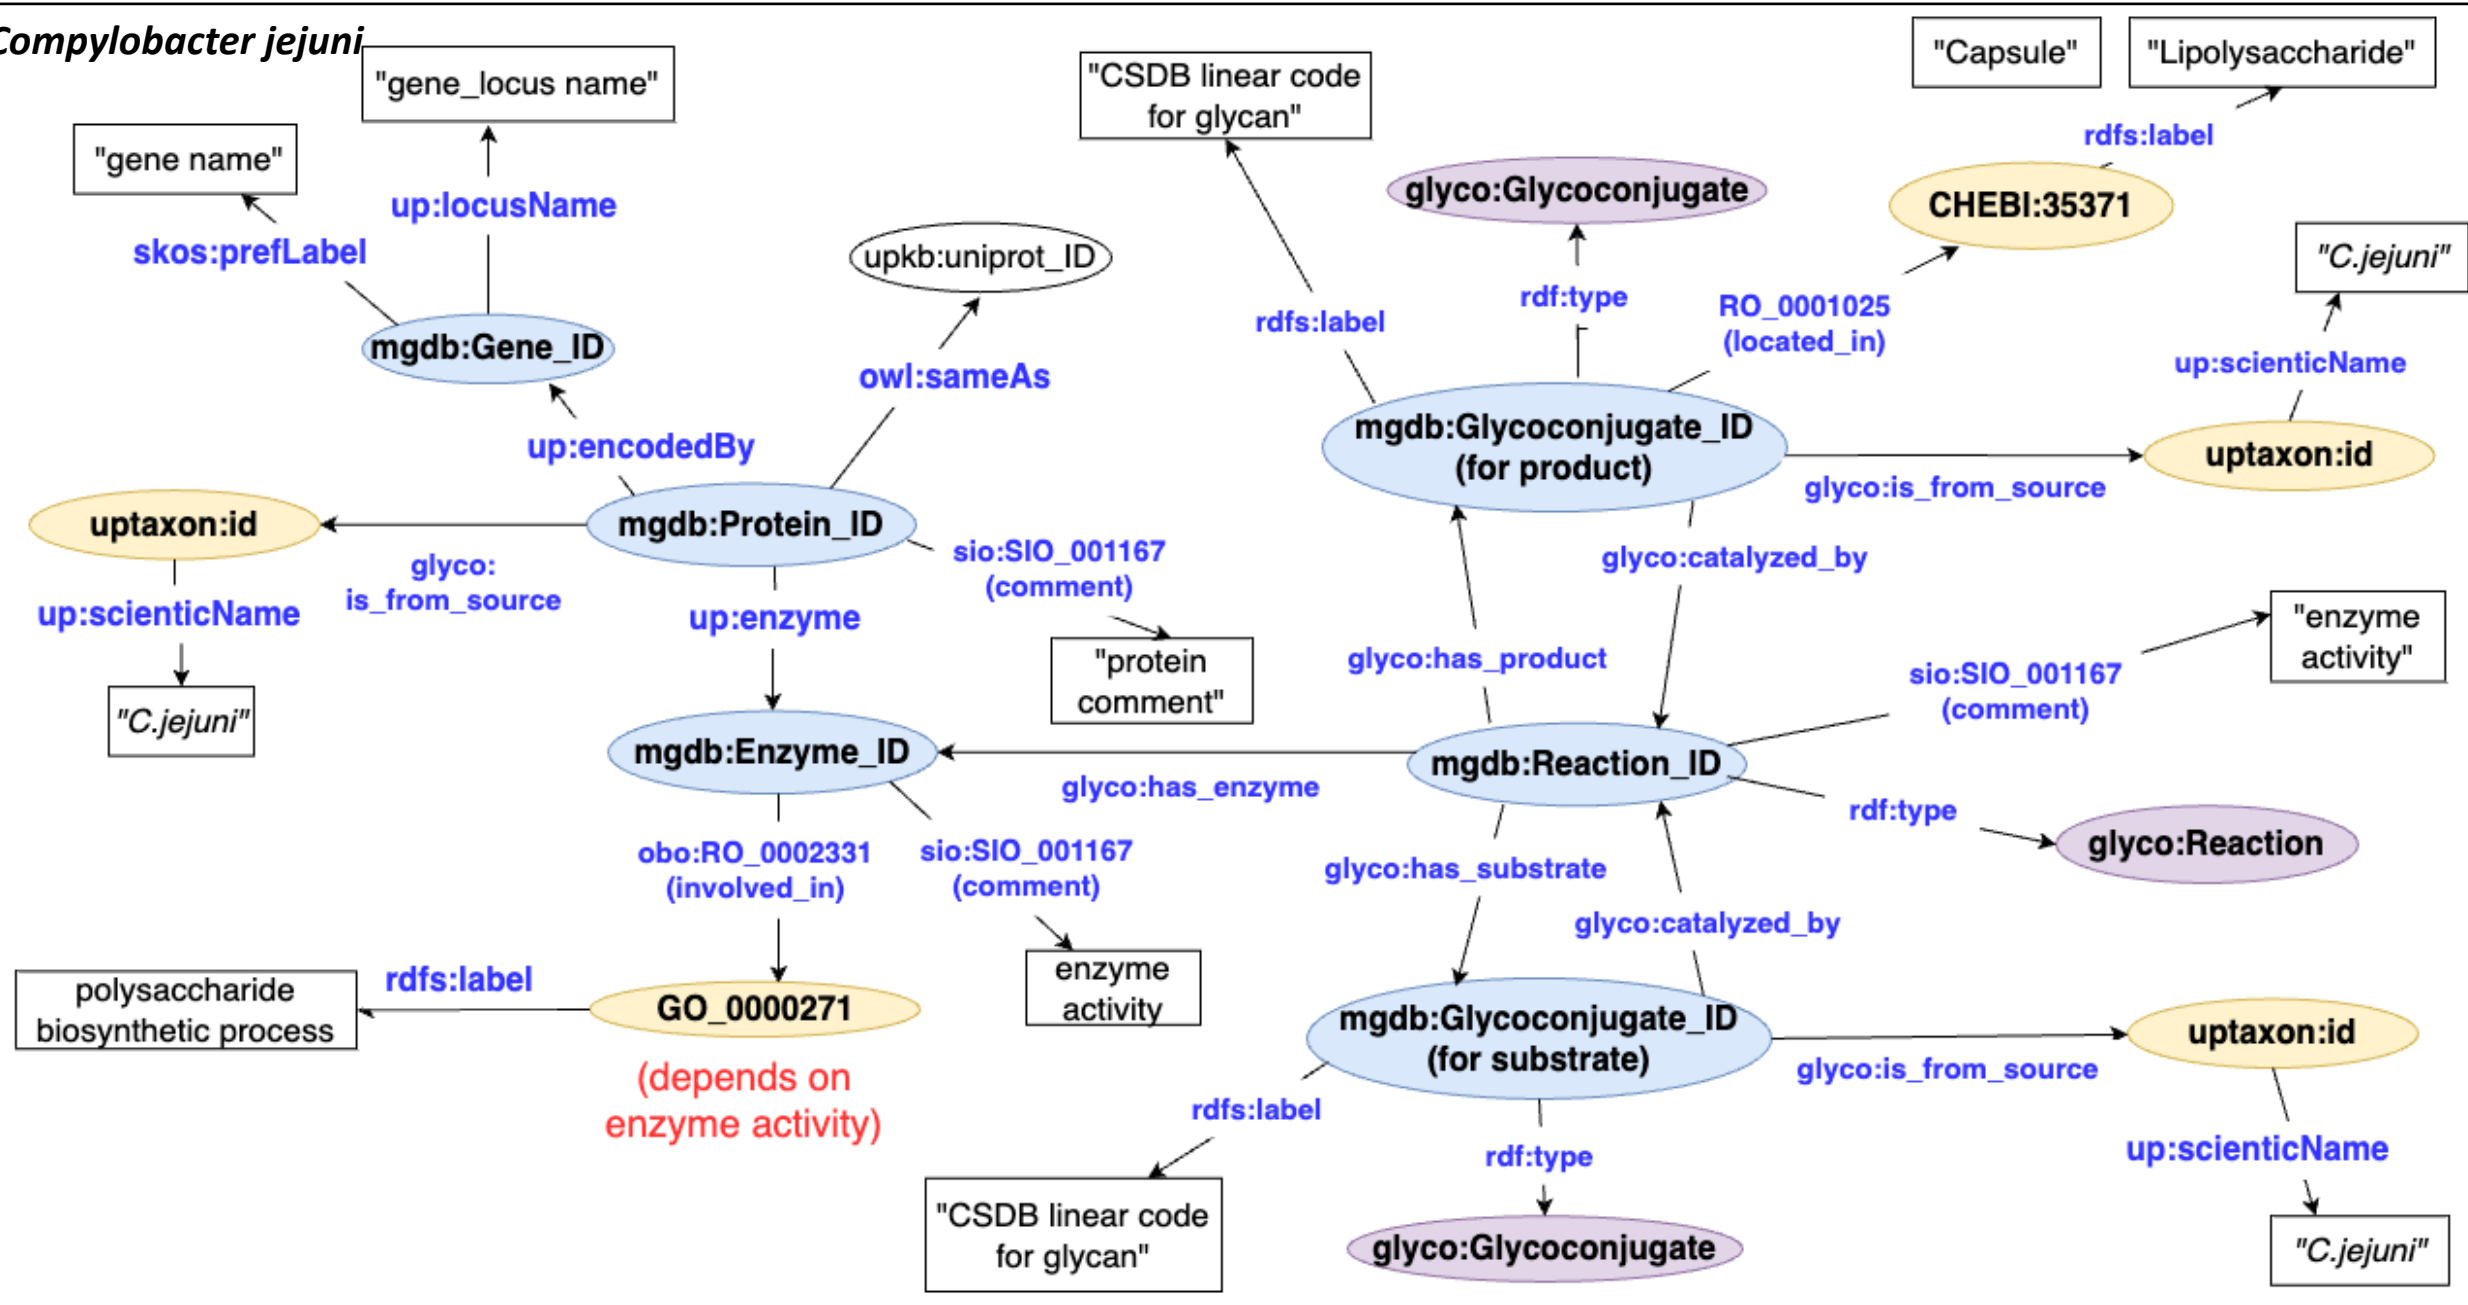 Compylobacter jejuni
"gene_locus name"
"gene name"
up:locusName
skos:prefLabel
mgdb:Gene_ID
upkb:uniprot_ID
owl:sameAs
up:encodedBy
uptaxon:id
mgdb:Protein_ID
glyco:
is_from_source
up:scienticName
"C.jejuni"
sio:SIO_001167
(comment)
"protein
comment"
up:enzyme
mgdb:Enzyme_ID
glyco:has_enzyme
obo:RO_0002331
(involved_in)
sio:SIO_001167
(comment)
enzyme
activity
rdfs:label
polysaccharide
biosynthetic process
GO_0000271
(depends on
enzyme activity)
"CSDB linear code
for glycan"
"Capsule"
"Lipolysaccharide"
rdfs:label
glyco:Glycoconjugate
CHEBI:35371
"C.jejuni"
rdf:type
RO_0001025
(located_in)
rdfs:label
up:scienticName
mgdb:Glycoconjugate_ID
(for product)
uptaxon:id
glyco:is_from_source
glyco:catalyzed_by
glyco:has_product
"enzyme
activity"
sio:SIO_001167
(comment)
mgdb:Reaction_ID
rdf:type
glyco:Reaction
glyco:has_substrate
glyco:catalyzed_by
mgdb:Glycoconjugate_ID
(for substrate)
uptaxon:id
glyco:is_from_source
rdfs:label
rdf:type
up:scienticName
"CSDB linear code
for glycan"
glyco:Glycoconjugate
"C.jejuni"